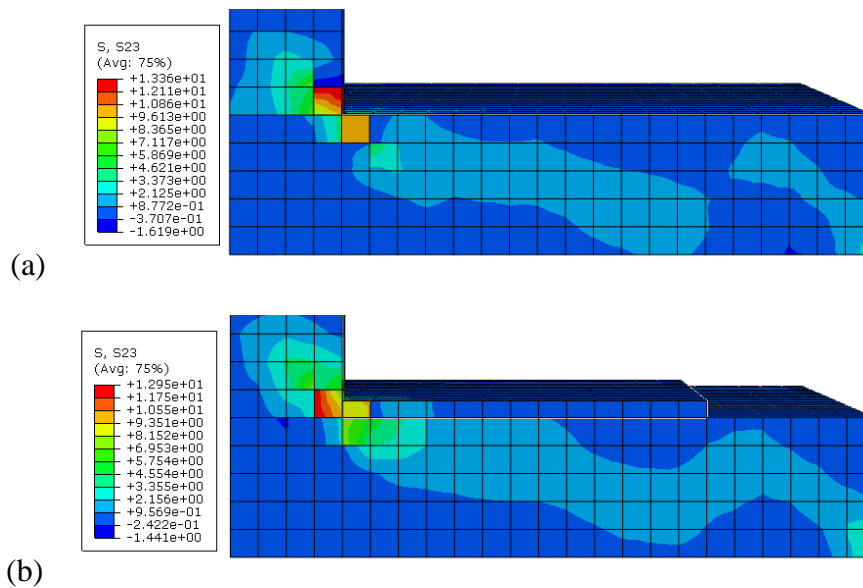 S, S23
(Avg: 75%)
+1.336e+01
+1.211e+01
+1.086e+01
+9.613e+00
+8.365e+00
+7.117e+00
+5.869e+00
+4.621e+00
+3.373e+00
+2.125e+00
+8.772e-01
-3.707e-01
-1.619e+00
(a)
S, S23
(Avg: 75%)
+1.295e+01
+1.175e+01
+1.055e+01
+9.351e+00
+8.152e+00
+6.953e+00
+5.754e+00
+4.554e+00
+3.355e+00
+2.156e+00
+9.569e-01
-2.422e-01
-1.441e+00
(b)